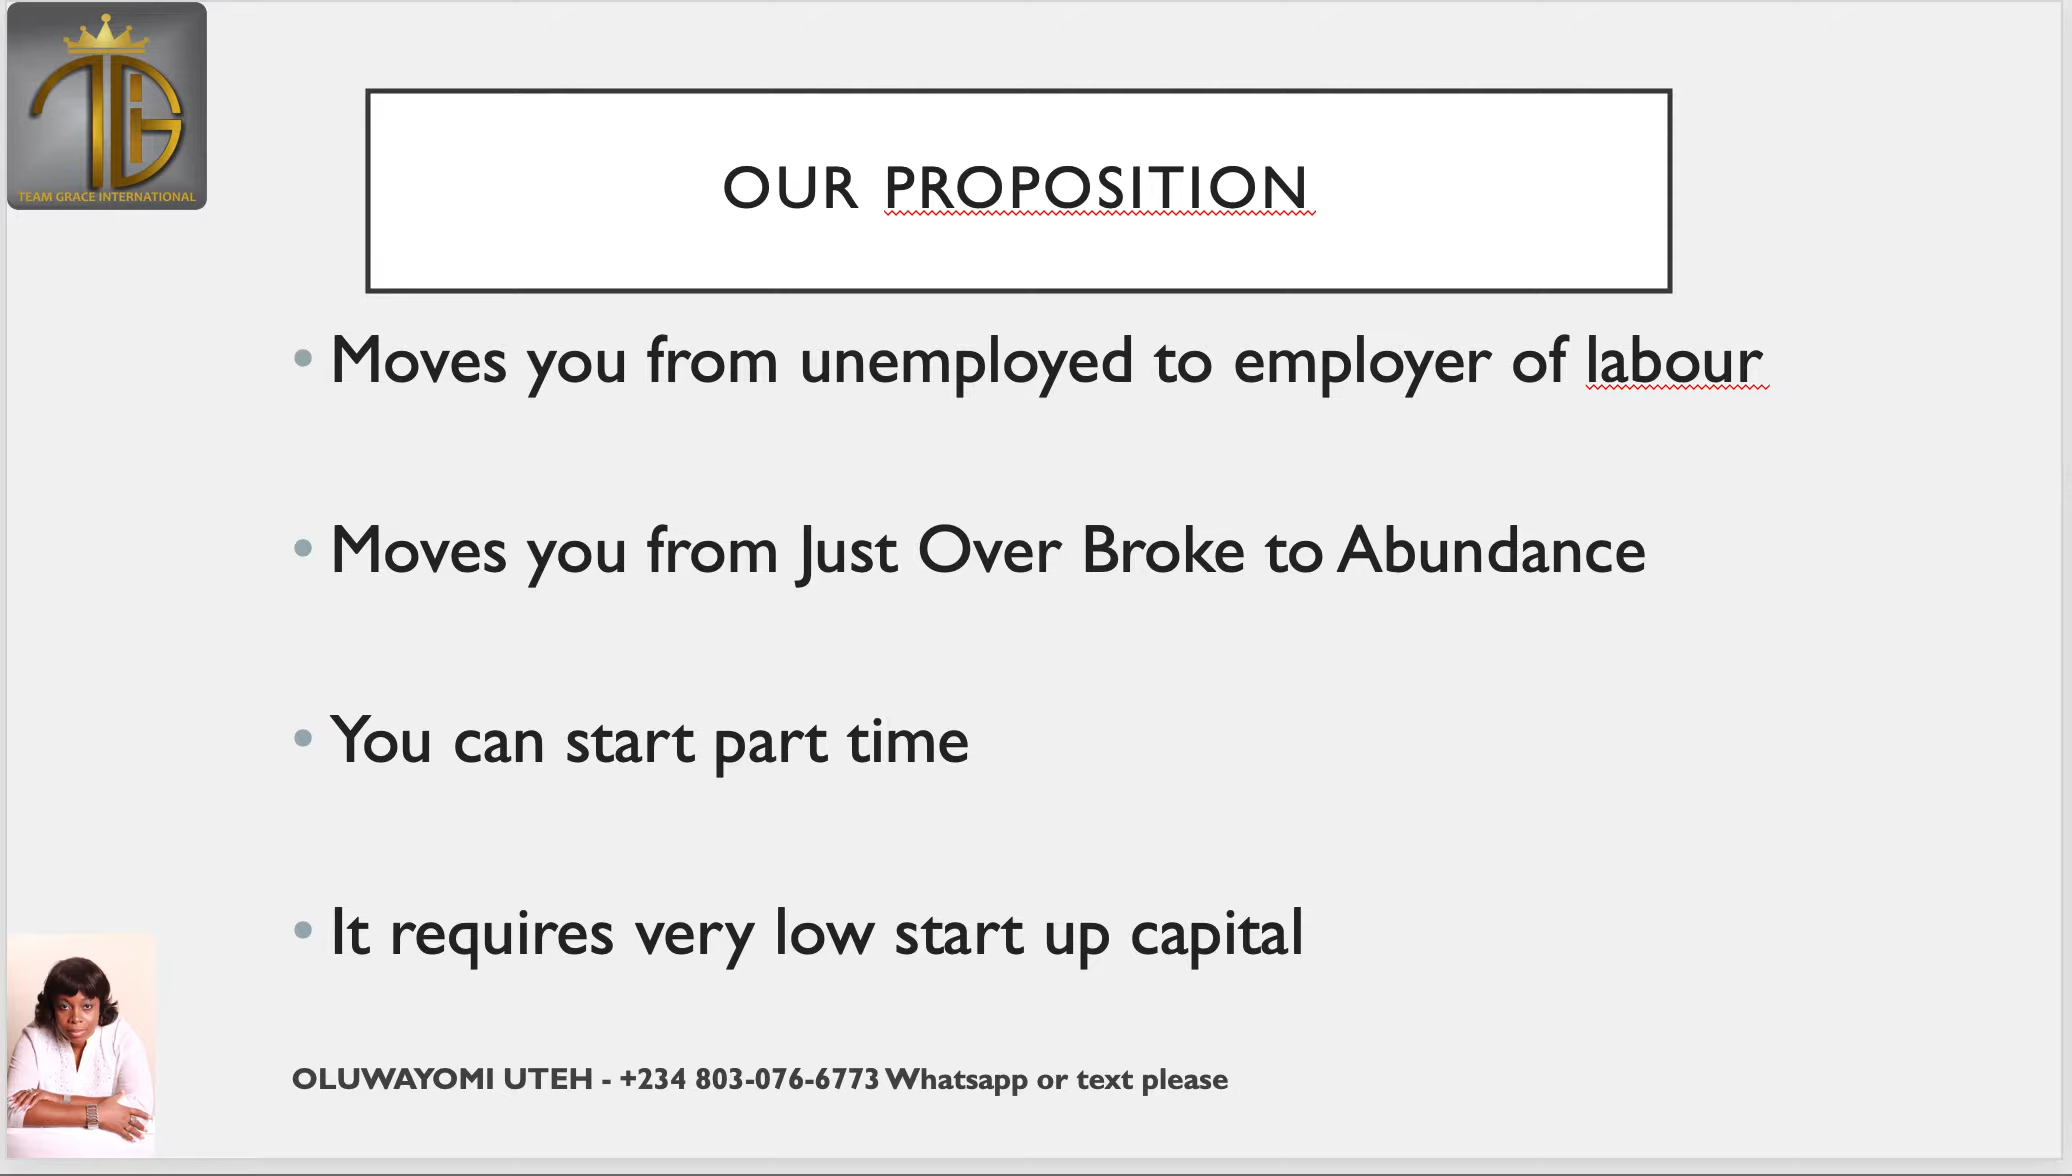 TEAM GRACE INTERNATIONAL
OUR PROPOSITION
• Moves you from unemployed to employer of labour
• Moves you from Just Over Broke to Abundance
• You can start part time
• It requires very low start up capital
OLUWAYOMI UTEH - +234 803-076-6773 Whatsapp or text please